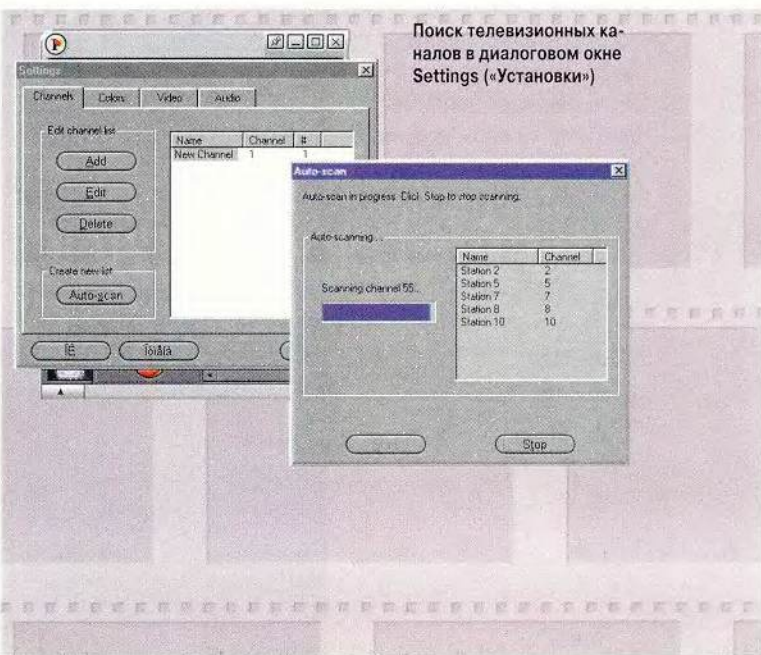 Поиск телевизионных ка-
налов в диалоговом окне
Settings («Установки»)
Settings
Channels Colors Video Audio
Edit channel list
Add
Edit
Delete
Create new list
Auto-scan
Name Channel #
New Channel 1 1
ÎÊ Îòìåíà
Auto-scan
Auto-scan in progress. Click Stop to stop scanning.
Auto-scanning...
Scanning channel 55...
Name Channel
Station 2 2
Station 5 5
Station 7 7
Station 8 8
Station 10 10
Stop